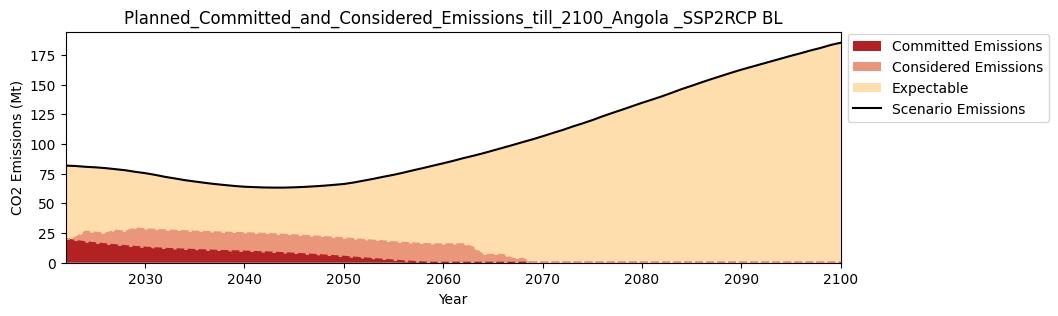 Planned_Committed_and_Considered_Emissions_till_2100_Angola _SSP2RCP BL
Committed Emissions
Considered Emissions
Expectable
Scenario Emissions
CO2 Emissions (Mt)
175
150
125
100
75
50
25
0
2030 2040 2050 2060 2070 2080 2090 2100
Year